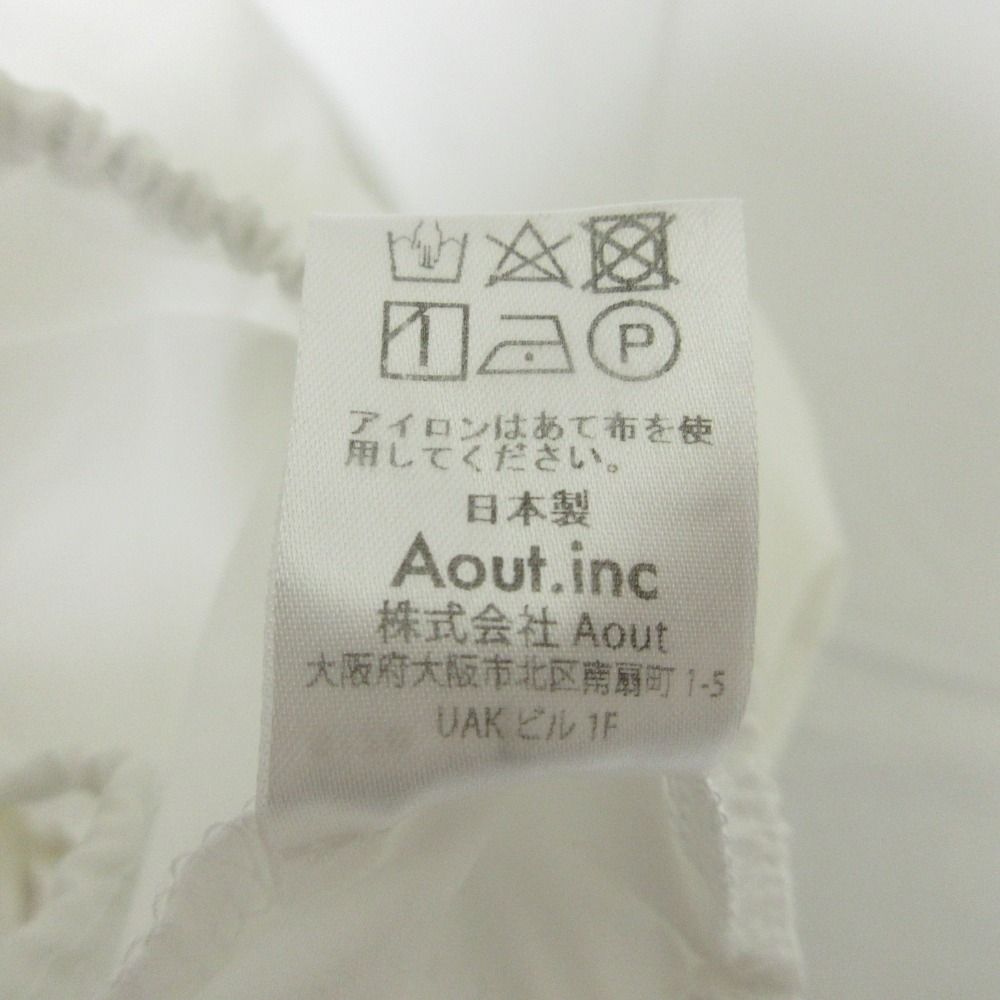 P
アイロンはあて布を使
用してください。
日本製
Aout.inc
株式会社 Aout
大阪府大阪市北区南扇町 1-5
UAK ビル 1F